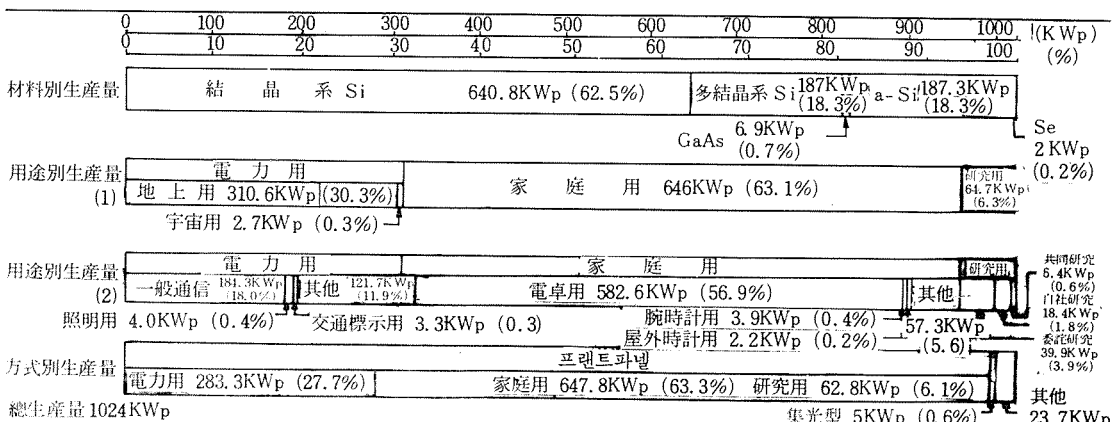 0 100 200 300 400 500 600 700 800 900 1000 (KWp)
0 10 20 30 40 50 60 70 80 90 100 (%)
材料別生産量 結晶系 Si 640.8KWp (62.5%) 多結晶系 Si 187KWp (18.3%) a-Si 187.3KWp (18.3%)
GaAs 6.9KWp (0.7%)
Se 2KWp (0.2%)
用途別生産量 (1)
電力用
地上用 310.6KWp (30.3%)
家庭用 646KWp (63.1%)
研究用 64.7KWp (6.3%)
宇宙用 2.7KWp (0.3%)
用途別生産量 (2)
電力用 家庭用 研究用
一般通信 184.3KWp (18.0%) 其他 121.7KWp (11.9%) 電卓用 582.6KWp (56.9%) 其他
照明用 4.0KWp (0.4%) 交通標示用 3.3KWp (0.3) 腕時計用 3.9KWp (0.4%)
屋外時計用 2.2KWp (0.2%)
57.3KWp (5.6)
共同研究 6.4KWp (0.6%)
自社研究 18.4KWp (1.8%)
委託研究 39.9KWp (3.9%)
方式別生産量
프랜트파널
電力用 283.3KWp (27.7%) 家庭用 647.8KWp (63.3%) 研究用 62.8KWp (6.1%)
其他 23.7KWp
總生産量 1024KWp
集光型 5KWp (0.6%)